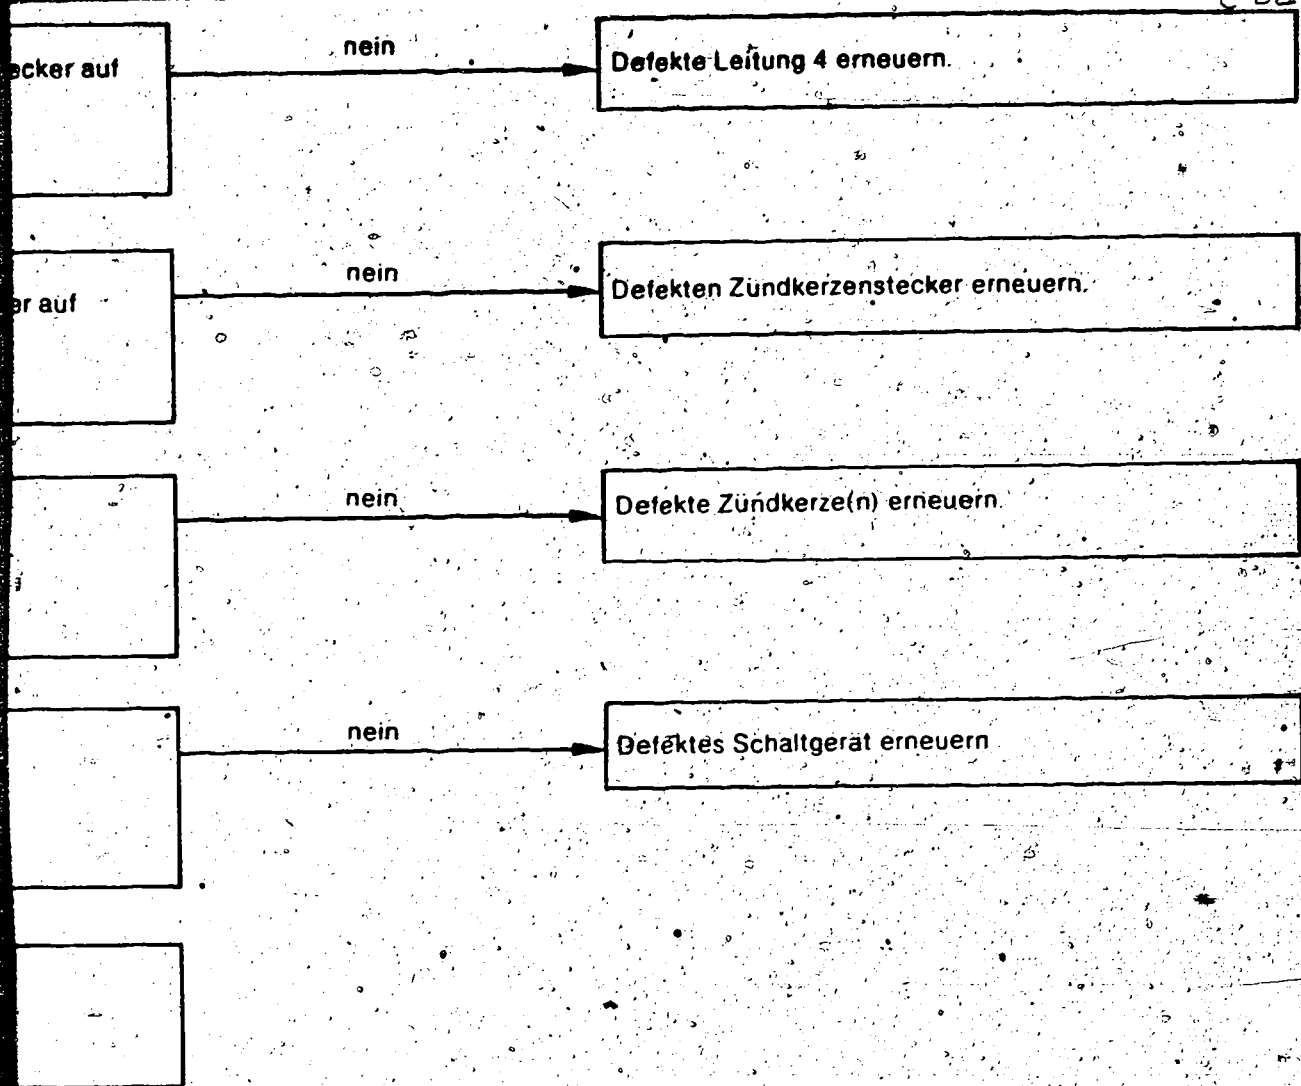 nein
Defekte Leitung 4 erneuern.
auf
nein
Defekten Zündkerzenstecker erneuern.
auf
nein
Defekte Zündkerze(n) erneuern.
nein
Defektes Schaltgerät erneuern